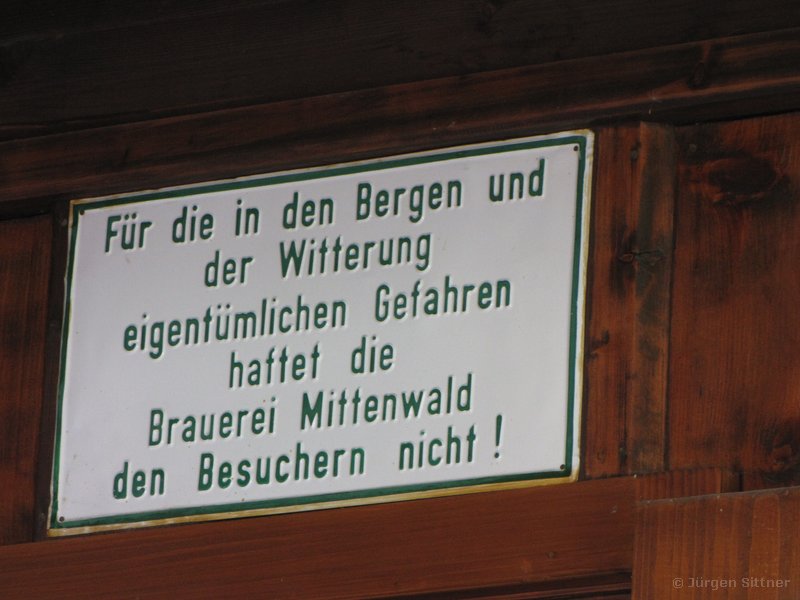 Für die in den Bergen und
der Witterung
eigentümlichen Gefahren
haftet die
Brauerei Mittenwald
den Besuchern nicht!
© Jürgen Sittner